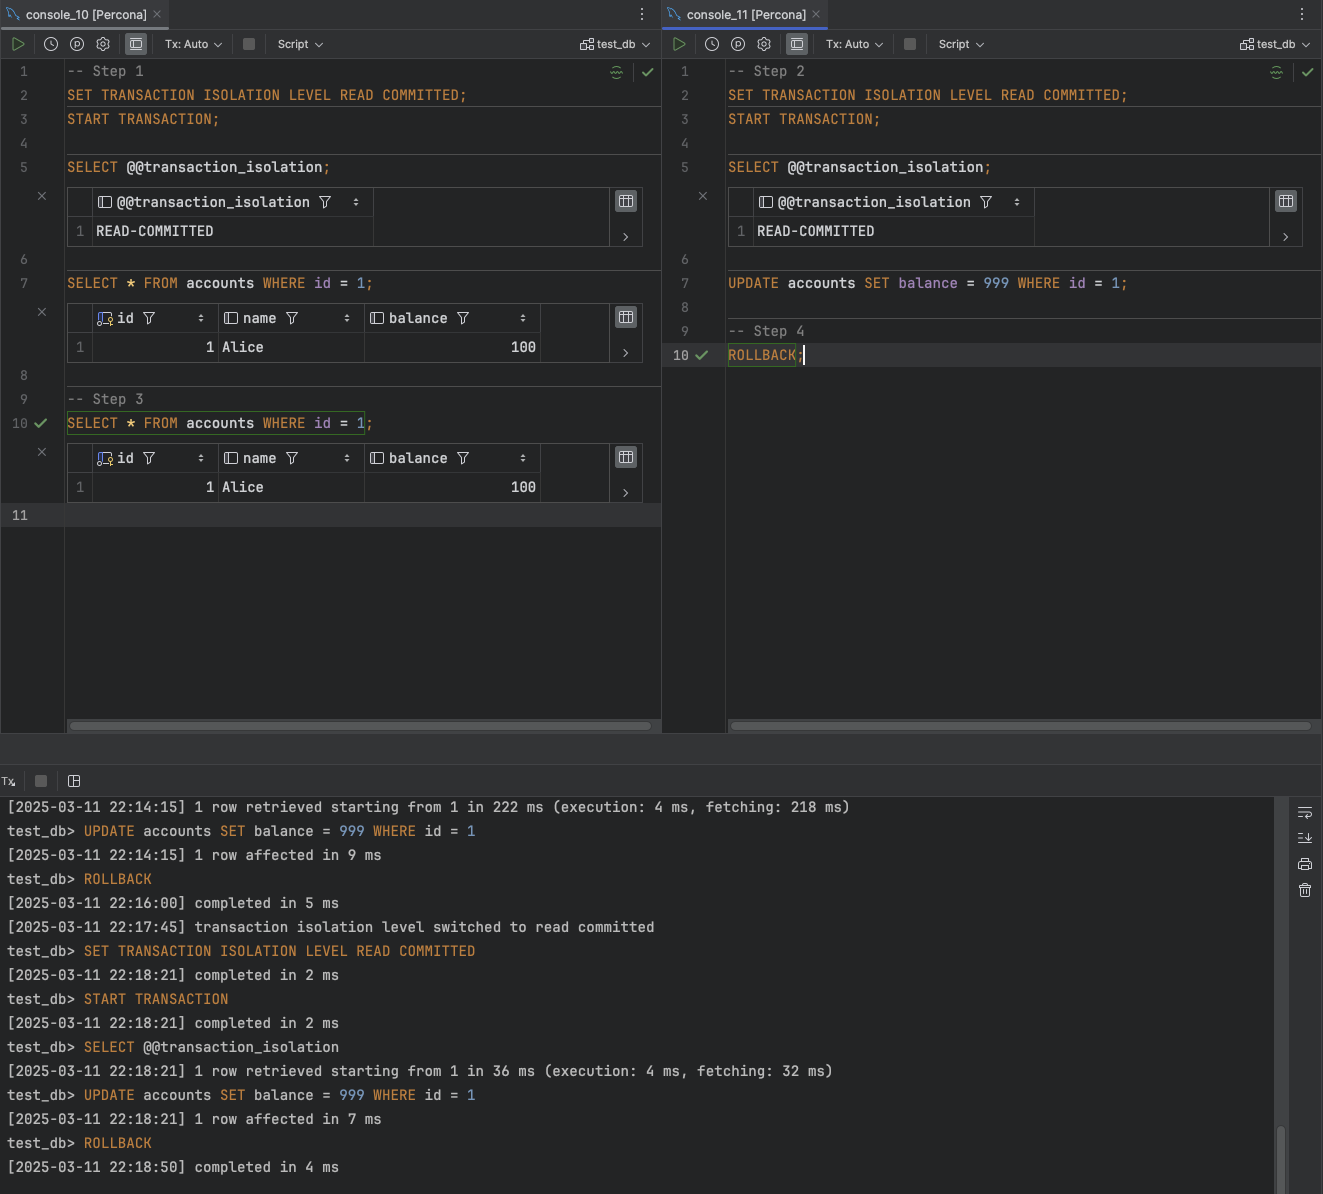 console_10 [Percona]
Tx: Auto
Script
test_db
1 -- Step 1
2 SET TRANSACTION ISOLATION LEVEL READ COMMITTED;
3 START TRANSACTION;
4
5 SELECT @@transaction_isolation;
@@transaction_isolation
1 READ-COMMITTED
6
7 SELECT * FROM accounts WHERE id = 1;
id name balance
1 1 Alice 100
8
9 -- Step 3
10 SELECT * FROM accounts WHERE id = 1;
id name balance
1 1 Alice 100
11
console_11 [Percona]
Tx: Auto
Script
test_db
1 -- Step 2
2 SET TRANSACTION ISOLATION LEVEL READ COMMITTED;
3 START TRANSACTION;
4
5 SELECT @@transaction_isolation;
@@transaction_isolation
1 READ-COMMITTED
6
7 UPDATE accounts SET balance = 999 WHERE id = 1;
8
9 -- Step 4
10 ROLLBACK;
Tx
[2025-03-11 22:14:15] 1 row retrieved starting from 1 in 222 ms (execution: 4 ms, fetching: 218 ms)
test_db> UPDATE accounts SET balance = 999 WHERE id = 1
[2025-03-11 22:14:15] 1 row affected in 9 ms
test_db> ROLLBACK
[2025-03-11 22:16:00] completed in 5 ms
[2025-03-11 22:17:45] transaction isolation level switched to read committed
test_db> SET TRANSACTION ISOLATION LEVEL READ COMMITTED
[2025-03-11 22:18:21] completed in 2 ms
test_db> START TRANSACTION
[2025-03-11 22:18:21] completed in 2 ms
test_db> SELECT @@transaction_isolation
[2025-03-11 22:18:21] 1 row retrieved starting from 1 in 36 ms (execution: 4 ms, fetching: 32 ms)
test_db> UPDATE accounts SET balance = 999 WHERE id = 1
[2025-03-11 22:18:21] 1 row affected in 7 ms
test_db> ROLLBACK
[2025-03-11 22:18:50] completed in 4 ms